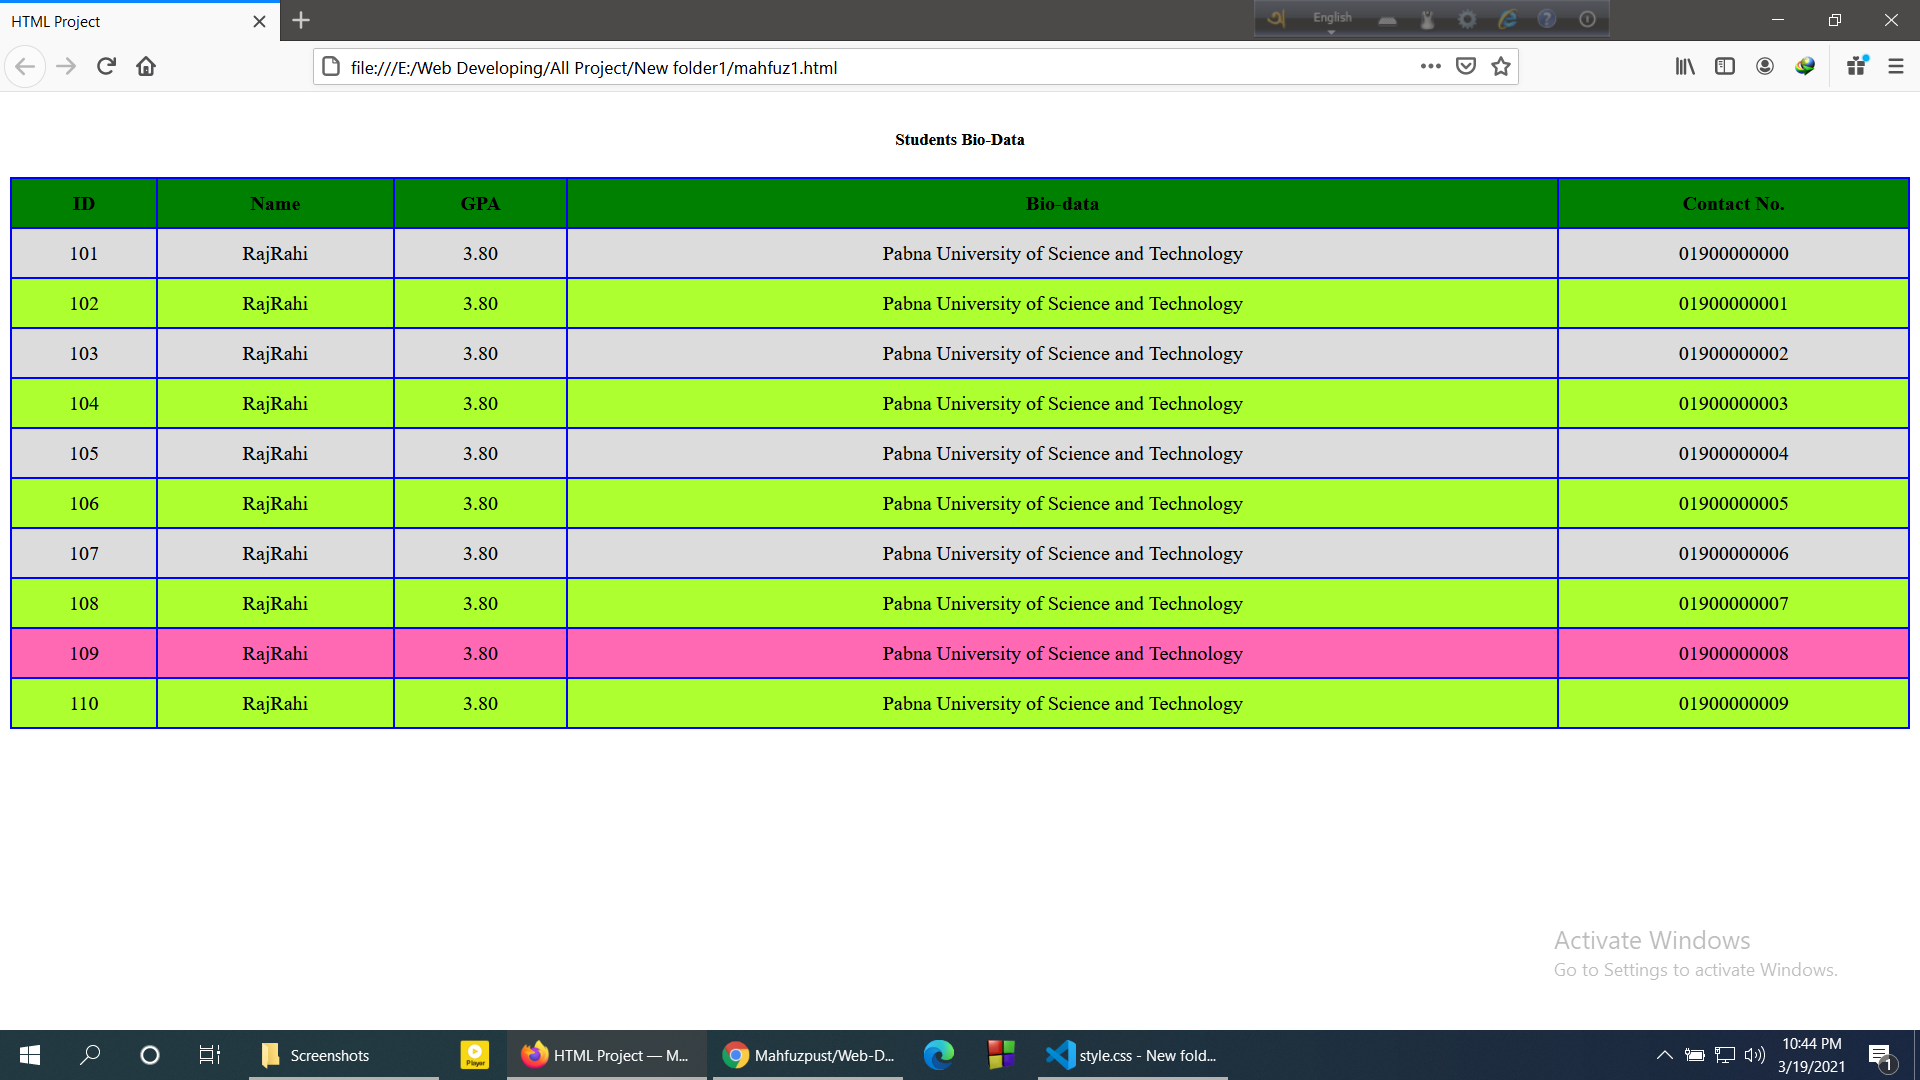 HTML Project
English
file:///E:/Web Developing/All Project/New folder1/mahfuz1.html
Students Bio-Data
ID Name GPA Bio-data Contact No.
101 RajRahi 3.80 Pabna University of Science and Technology 01900000000
102 RajRahi 3.80 Pabna University of Science and Technology 01900000001
103 RajRahi 3.80 Pabna University of Science and Technology 01900000002
104 RajRahi 3.80 Pabna University of Science and Technology 01900000003
105 RajRahi 3.80 Pabna University of Science and Technology 01900000004
106 RajRahi 3.80 Pabna University of Science and Technology 01900000005
107 RajRahi 3.80 Pabna University of Science and Technology 01900000006
108 RajRahi 3.80 Pabna University of Science and Technology 01900000007
109 RajRahi 3.80 Pabna University of Science and Technology 01900000008
110 RajRahi 3.80 Pabna University of Science and Technology 01900000009
Activate Windows
Go to Settings to activate Windows.
Screenshots
Player
HTML Project — M...
Mahfuzpust/Web-D...
style.css - New fold...
10:44 PM
3/19/2021
1